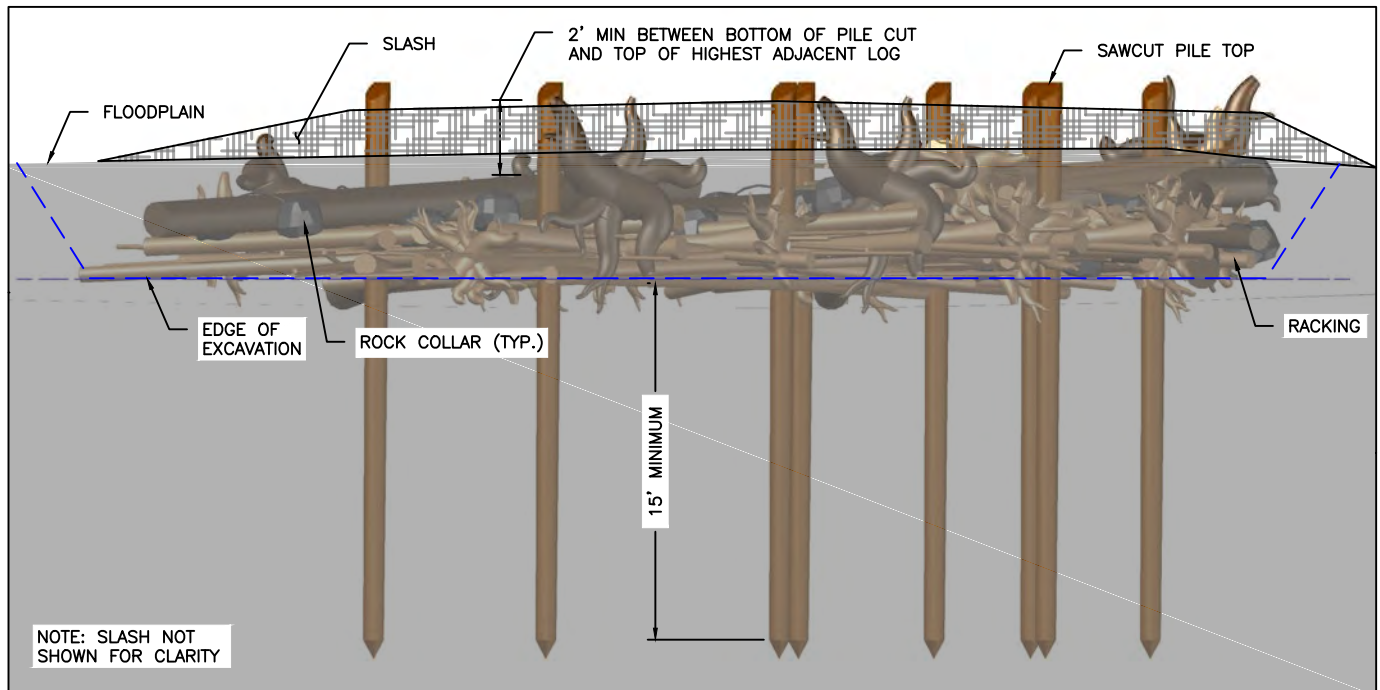 SLASH
2' MIN BETWEEN BOTTOM OF PILE CUT
AND TOP OF HIGHEST ADJACENT LOG
SAWCUT PILE TOP
FLOODPLAIN
EDGE OF
EXCAVATION
ROCK COLLAR (TYP.)
RACKING
15' MINIMUM
NOTE: SLASH NOT
SHOWN FOR CLARITY